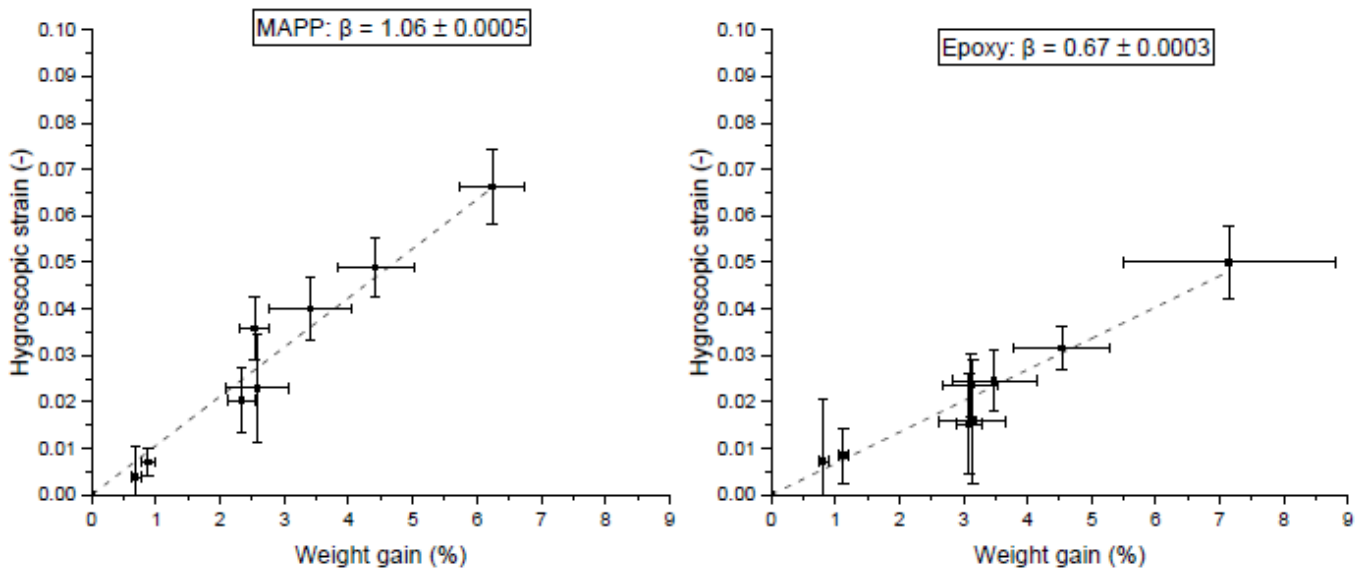 MAPP: β = 1.06 ± 0.0005
0.10
0.09
0.08
0.07
0.06
0.05
0.04
0.03
0.02
0.01
0.00
Hygroscopic strain (-)
0 1 2 3 4 5 6 7 8 9
Weight gain (%)
Epoxy: β = 0.67 ± 0.0003
0.10
0.09
0.08
0.07
0.06
0.05
0.04
0.03
0.02
0.01
0.00
Hygroscopic strain (-)
0 1 2 3 4 5 6 7 8 9
Weight gain (%)